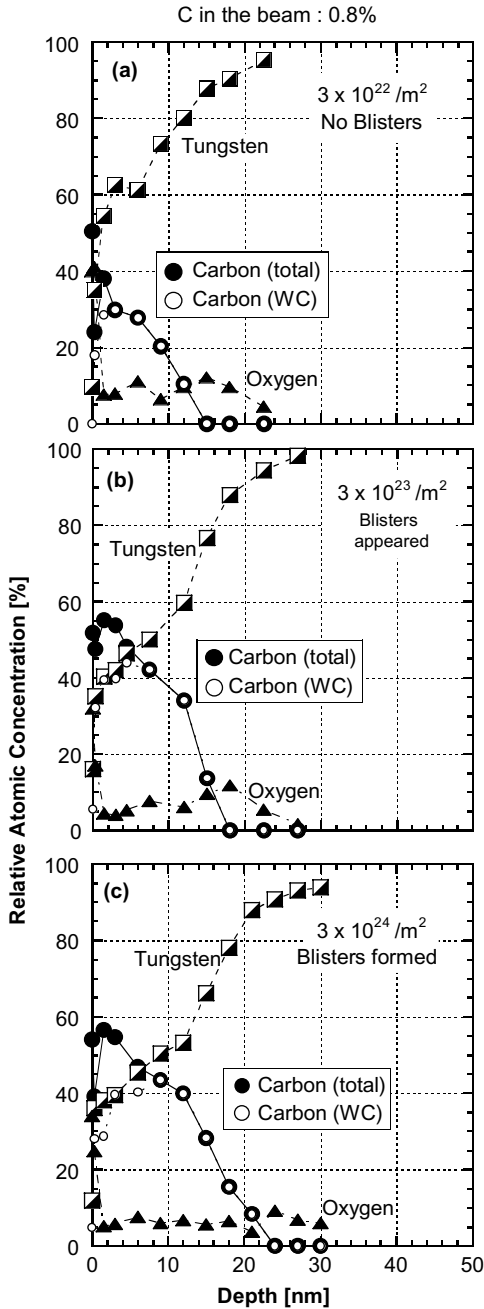 C in the beam : 0.8%
Relative Atomic Concentration [%]
100
(a)
3 x 10²² /m²
No Blisters
80
Tungsten
60
Carbon (total)
Carbon (WC)
40
20
Oxygen
0
100
(b)
3 x 10²³ /m²
Blisters
appeared
80
Tungsten
60
Carbon (total)
Carbon (WC)
40
20
Oxygen
0
100
(c)
3 x 10²⁴ /m²
Blisters formed
80
Tungsten
60
Carbon (total)
Carbon (WC)
40
20
Oxygen
0
0 10 20 30 40 50
Depth [nm]